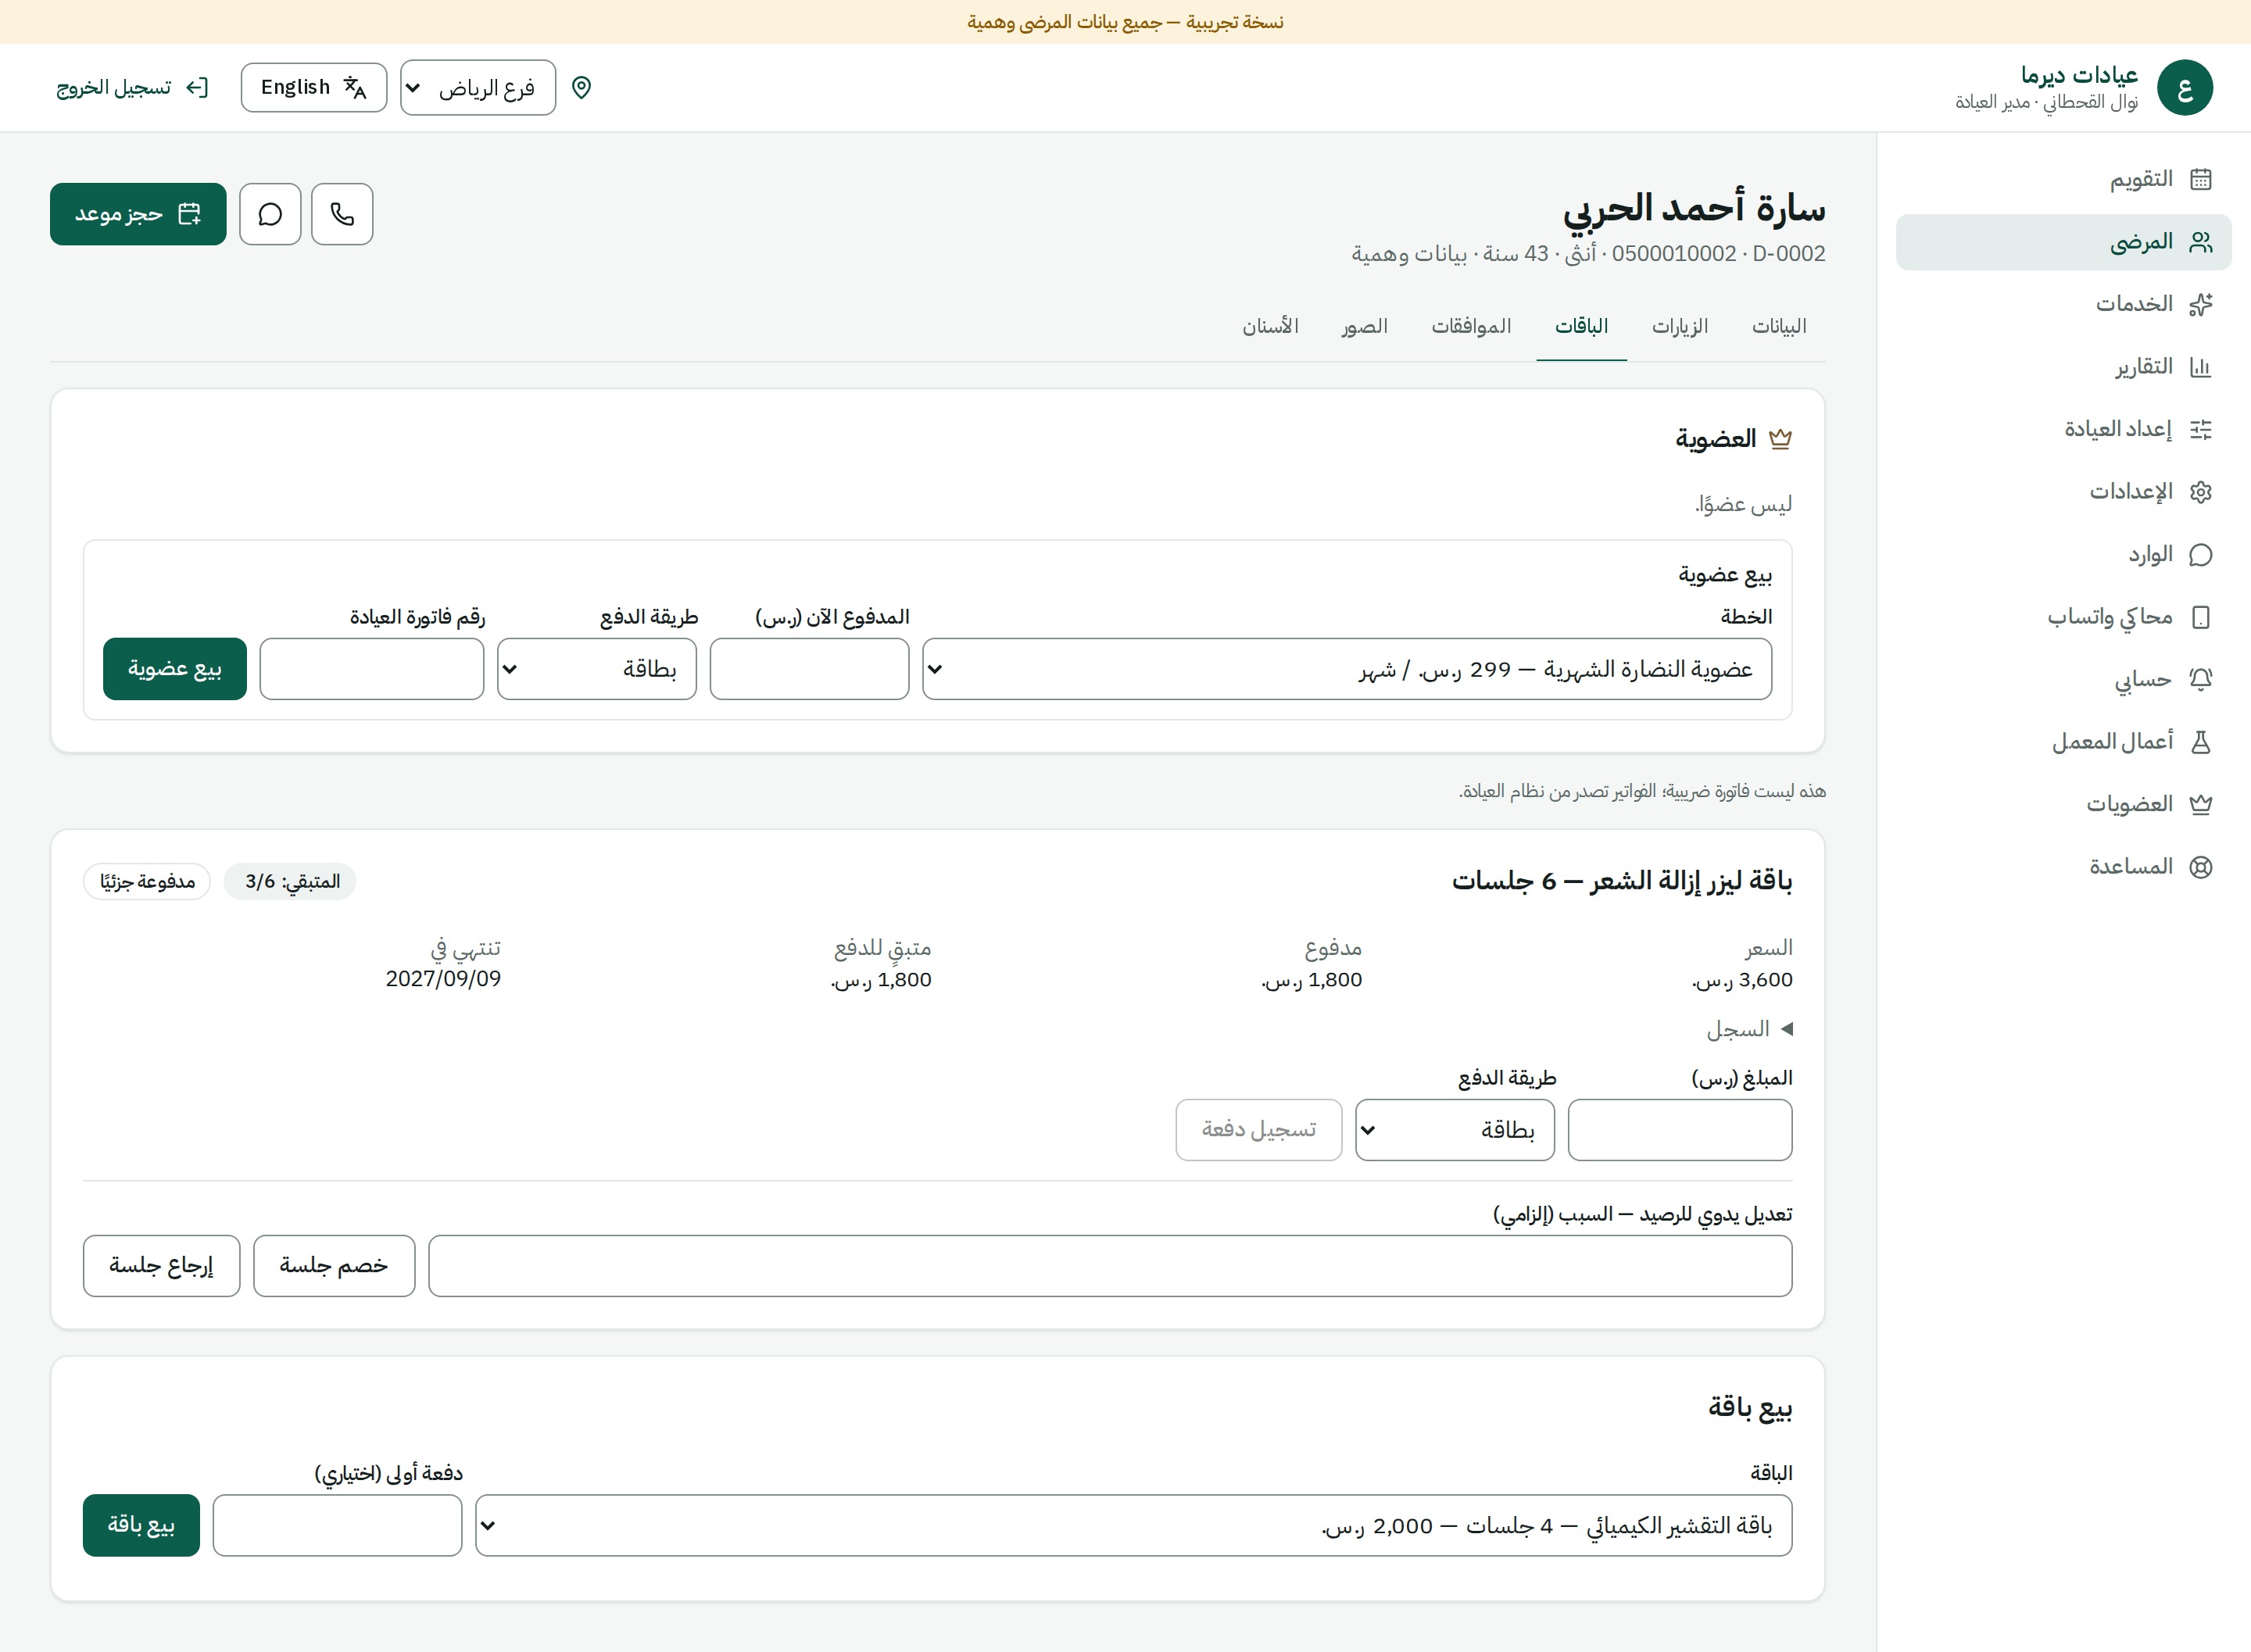 نسخة تجريبية — جميع بيانات المرضى وهمية
ع
عيادات ديرما
نوال القحطاني · مدير العيادة
فرع الرياض
English
تسجيل الخروج
التقويم
المرضى
الخدمات
التقارير
إعداد العيادة
الإعدادات
الوارد
محاكي واتساب
حسابي
أعمال المعمل
العضويات
المساعدة
سارة أحمد الحربي
D-0002 · 0500010002 · أنثى · 43 سنة · بيانات وهمية
حجز موعد
البيانات
الزيارات
الباقات
الموافقات
الصور
الأسنان
العضوية
ليس عضوًا.
بيع عضوية
الخطة
المدفوع الآن (ر.س)
طريقة الدفع
رقم فاتورة العيادة
عضوية النضارة الشهرية — 299 ر.س. / شهر
بطاقة
بيع عضوية
هذه ليست فاتورة ضريبية؛ الفواتير تصدر من نظام العيادة.
باقة ليزر إزالة الشعر — 6 جلسات
المتبقي: 3/6
مدفوعة جزئيًا
السعر
مدفوع
متبقٍ للدفع
تنتهي في
3,600 ر.س.
1,800 ر.س.
1,800 ر.س.
2027/09/09
السجل
المبلغ (ر.س)
طريقة الدفع
بطاقة
تسجيل دفعة
تعديل يدوي للرصيد — السبب (إلزامي)
خصم جلسة
إرجاع جلسة
بيع باقة
الباقة
دفعة أولى (اختياري)
باقة التقشير الكيميائي — 4 جلسات — 2,000 ر.س.
بيع باقة